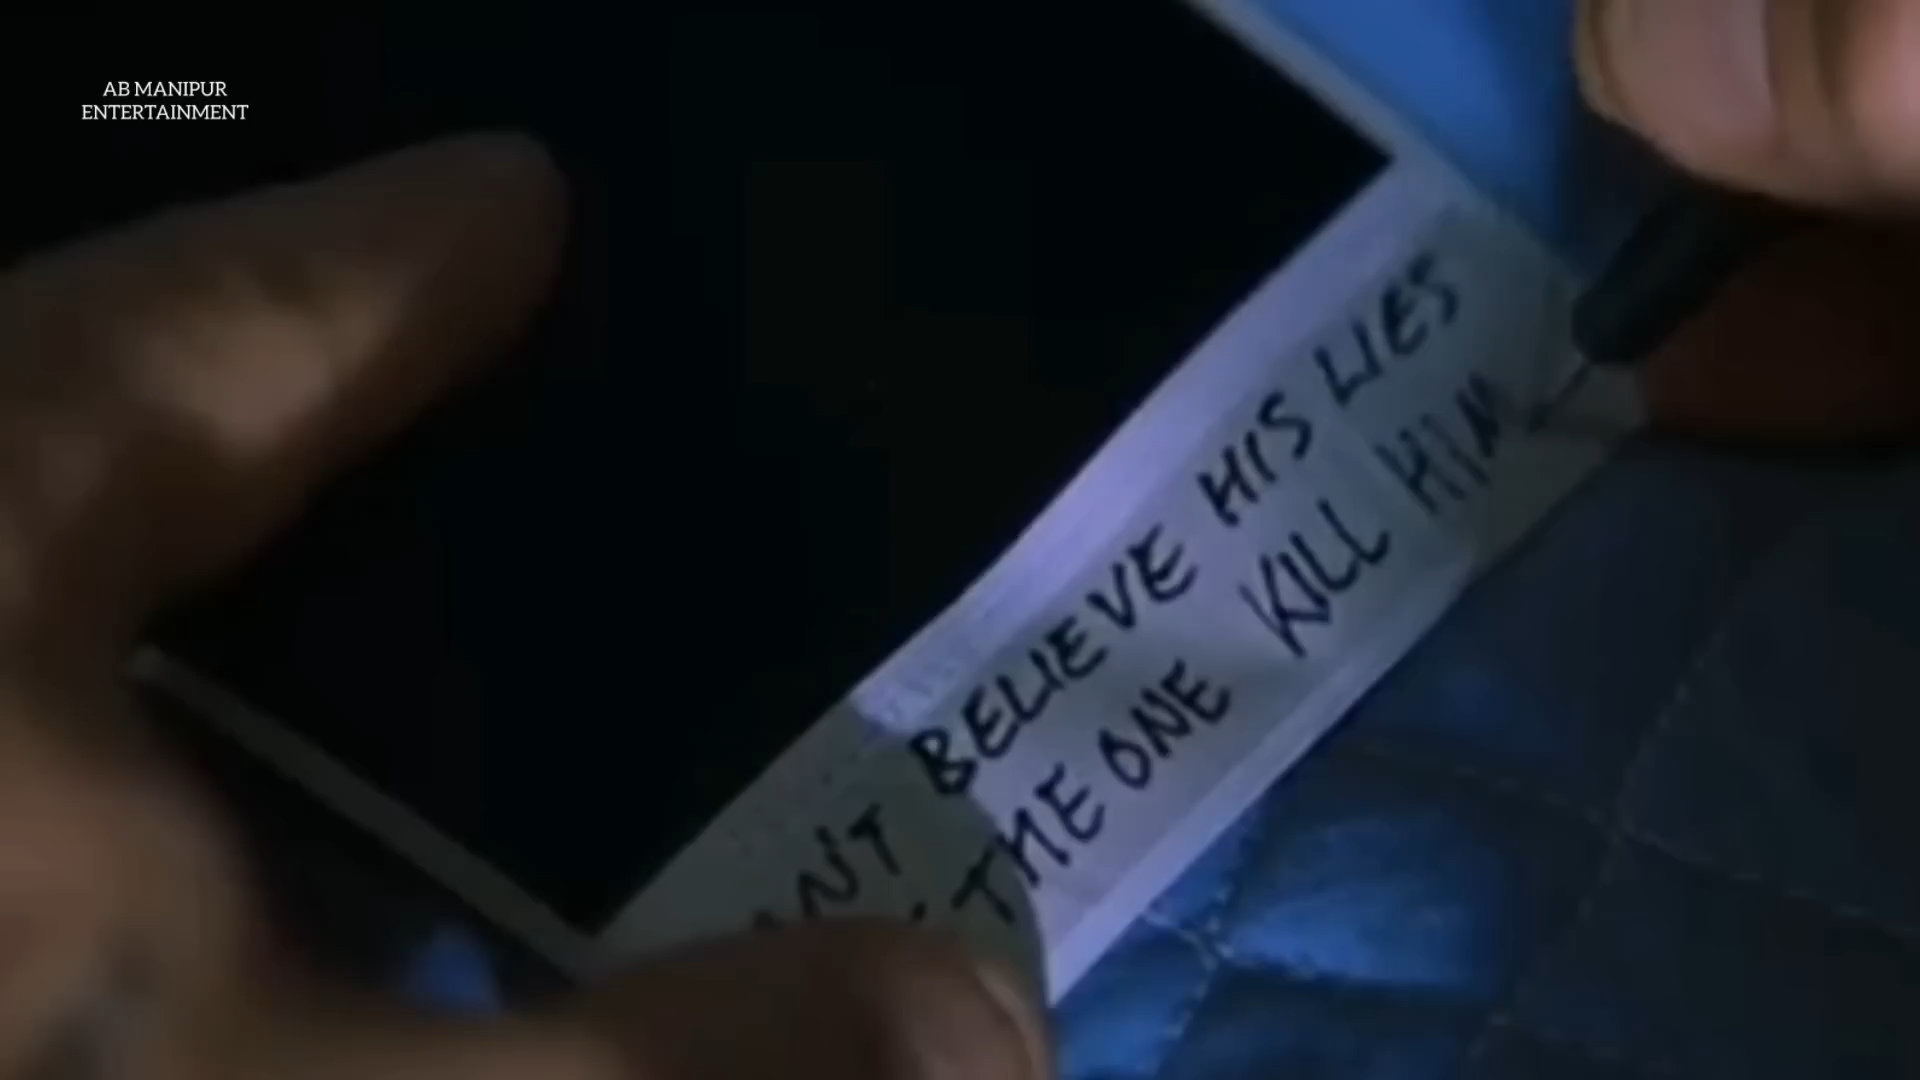 AB MANIPUR
ENTERTAINMENT
BELIEVE HIS LIES
THE ONE KILL HIM